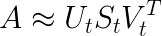 A ≈ U_t S_t V_t^T